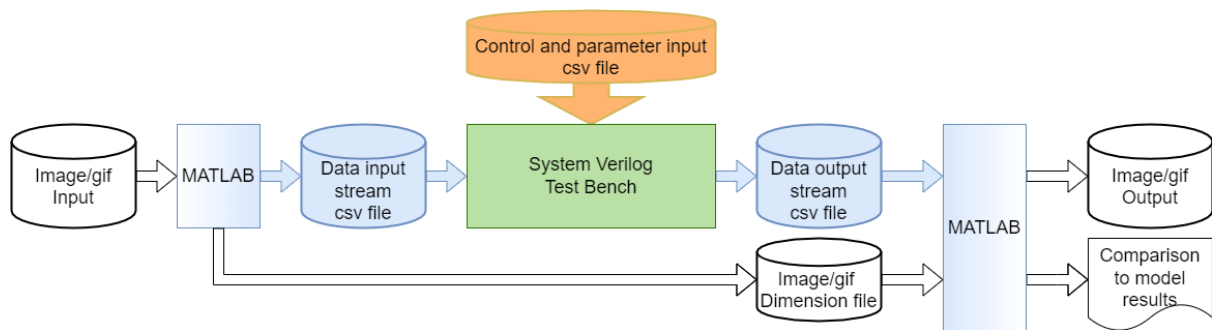 Control and parameter input
csv file
Image/gif
Input
MATLAB
Data input
stream
csv file
System Verilog
Test Bench
Data output
stream
csv file
MATLAB
Image/gif
Output
Image/gif
Dimension file
Comparison
to model
results